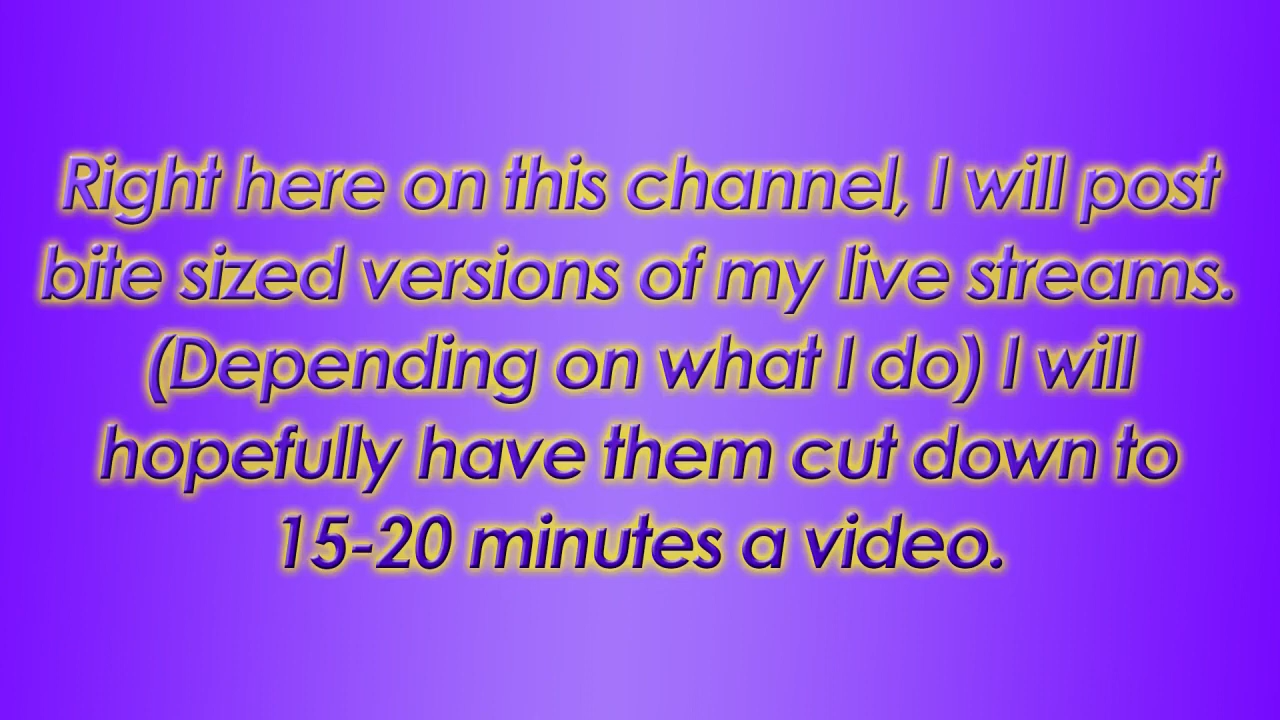 Right here on this channel, I will post
bite sized versions of my live streams.
(Depending on what I do) I will
hopefully have them cut down to
15-20 minutes a video.